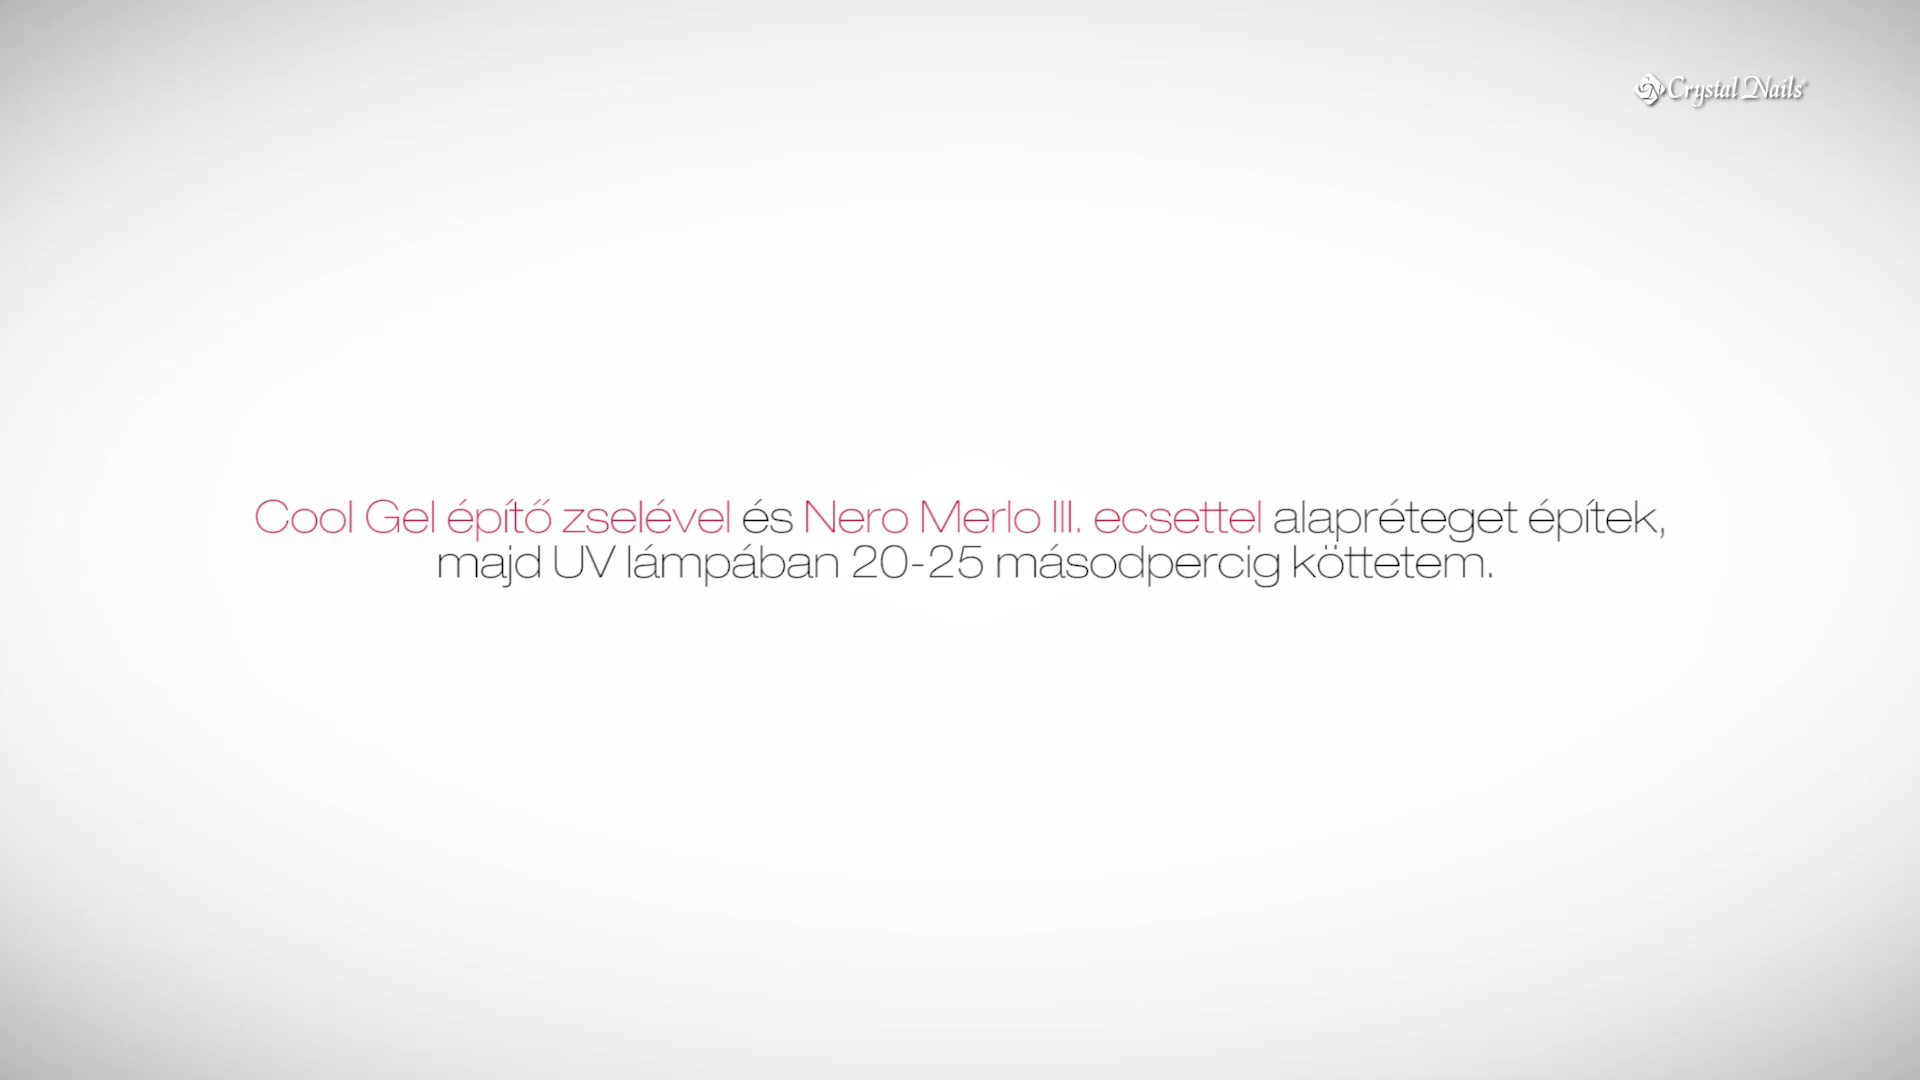 Crystal Nails®
Cool Gel építő zselével és Nero Merlo III. ecsettel alapréteget építek,
majd UV lámpában 20-25 másodpercig köttetem.